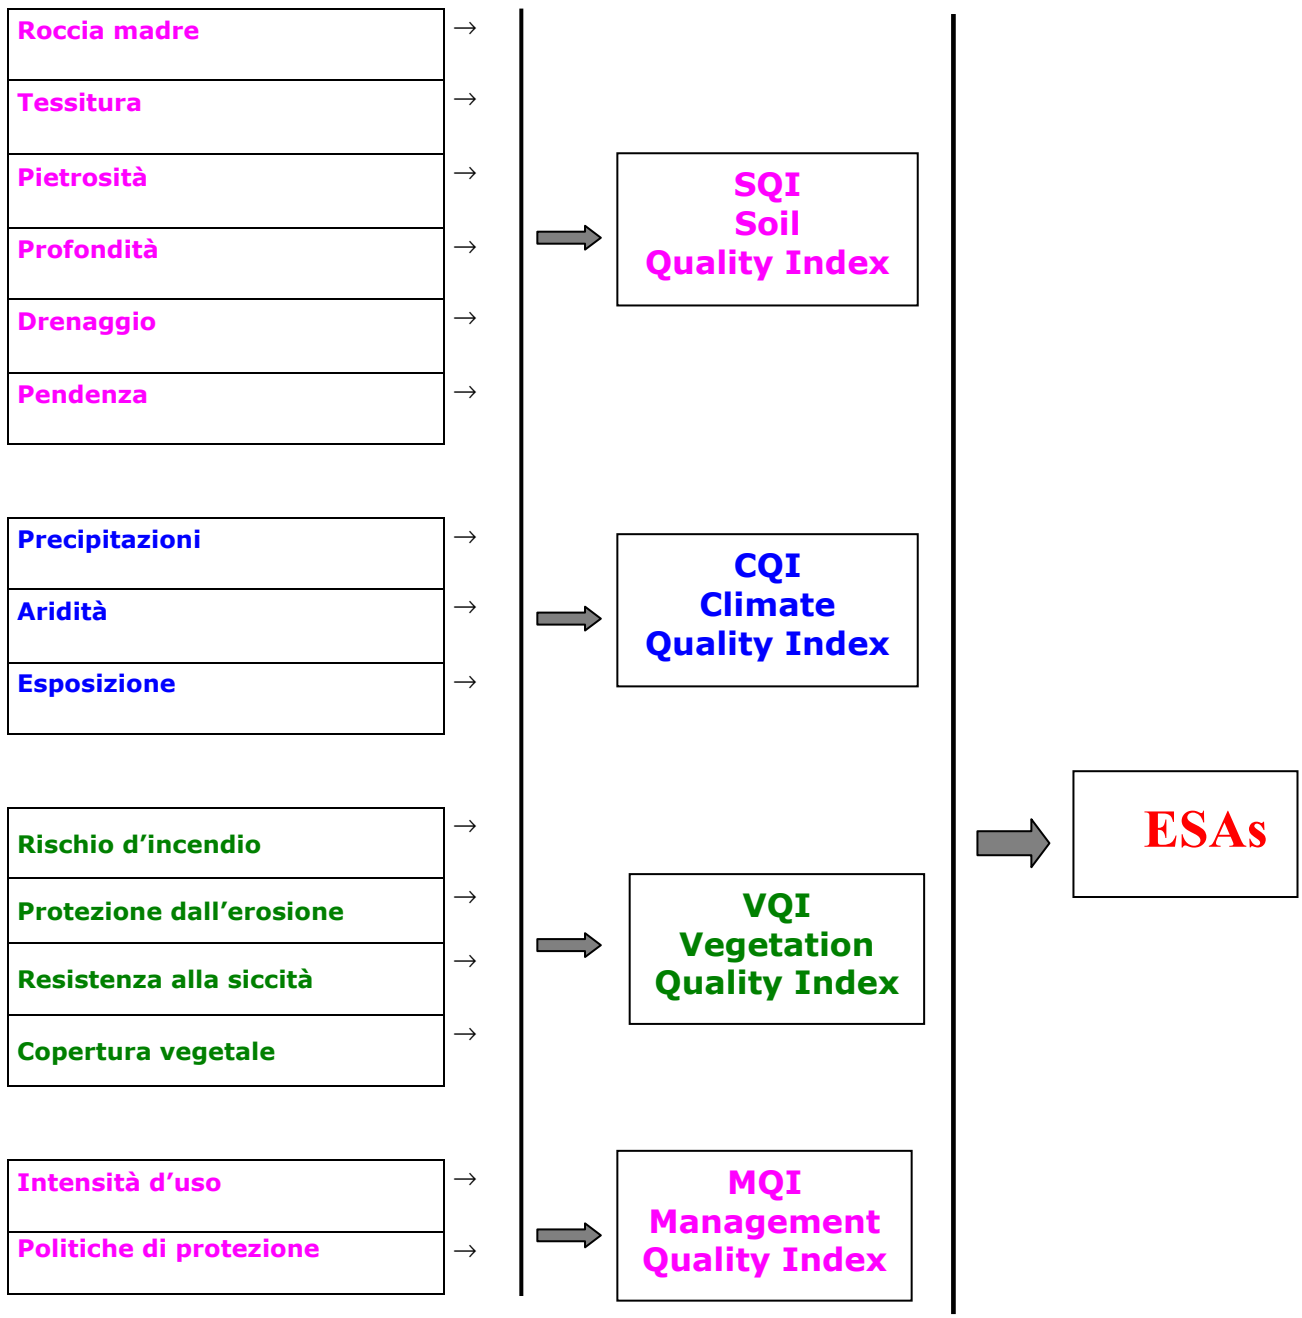 Roccia madre →
Tessitura →
Pietrosità →
Profondità →
Drenaggio →
Pendenza →
SQI
Soil
Quality Index
Precipitazioni →
Aridità →
Esposizione →
CQI
Climate
Quality Index
Rischio d’incendio →
Protezione dall’erosione →
Resistenza alla siccità →
Copertura vegetale →
VQI
Vegetation
Quality Index
Intensità d’uso →
Politiche di protezione →
MQI
Management
Quality Index
ESAs